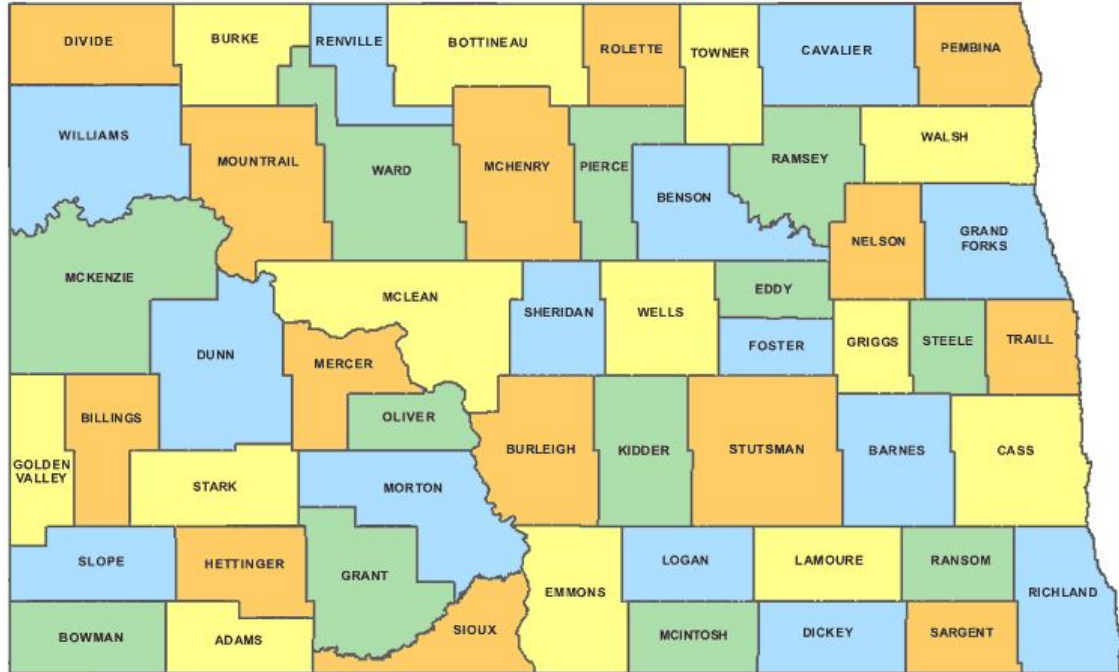 DIVIDE
BURKE
RENVILLE
BOTTINEAU
ROLETTE
TOWNER
CAVALIER
PEMBINA
WILLIAMS
MOUNTRAIL
WARD
MCHENRY
PIERCE
BENSON
RAMSEY
WALSH
MCKENZIE
NELSON
GRAND
FORKS
MCLEAN
SHERIDAN
WELLS
EDDY
DUNN
MERCER
FOSTER
GRIGGS
STEELE
TRAILL
BILLINGS
OLIVER
GOLDEN
VALLEY
STARK
MORTON
BURLEIGH
KIDDER
STUTSMAN
BARNES
CASS
SLOPE
HETTINGER
GRANT
EMMONS
LOGAN
LAMOURE
RANSOM
RICHLAND
BOWMAN
ADAMS
SIOUX
MCINTOSH
DICKEY
SARGENT